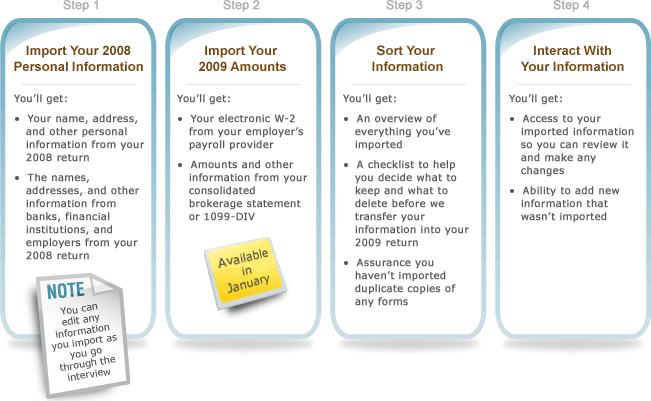 Step 1
Import Your 2008
Personal Information
You'll get:
• Your name, address,
and other personal
information from your
2008 return
• The names,
addresses, and other
information from
banks, financial
institutions, and
employers from your
2008 return
NOTE
You can
edit any
information
you import as
you go
through the
interview
Step 2
Import Your
2009 Amounts
You'll get:
• Your electronic W-2
from your employer's
payroll provider
• Amounts and other
information from your
consolidated
brokerage statement
or 1099-DIV
Available
in
January
Step 3
Sort Your
Information
You'll get:
• An overview of
everything you've
imported
• A checklist to help
you decide what to
keep and what to
delete before we
transfer your
information into your
2009 return
• Assurance you
haven't imported
duplicate copies of
any forms
Step 4
Interact With
Your Information
You'll get:
• Access to your
imported information
so you can review it
and make any
changes
• Ability to add new
information that
wasn't imported